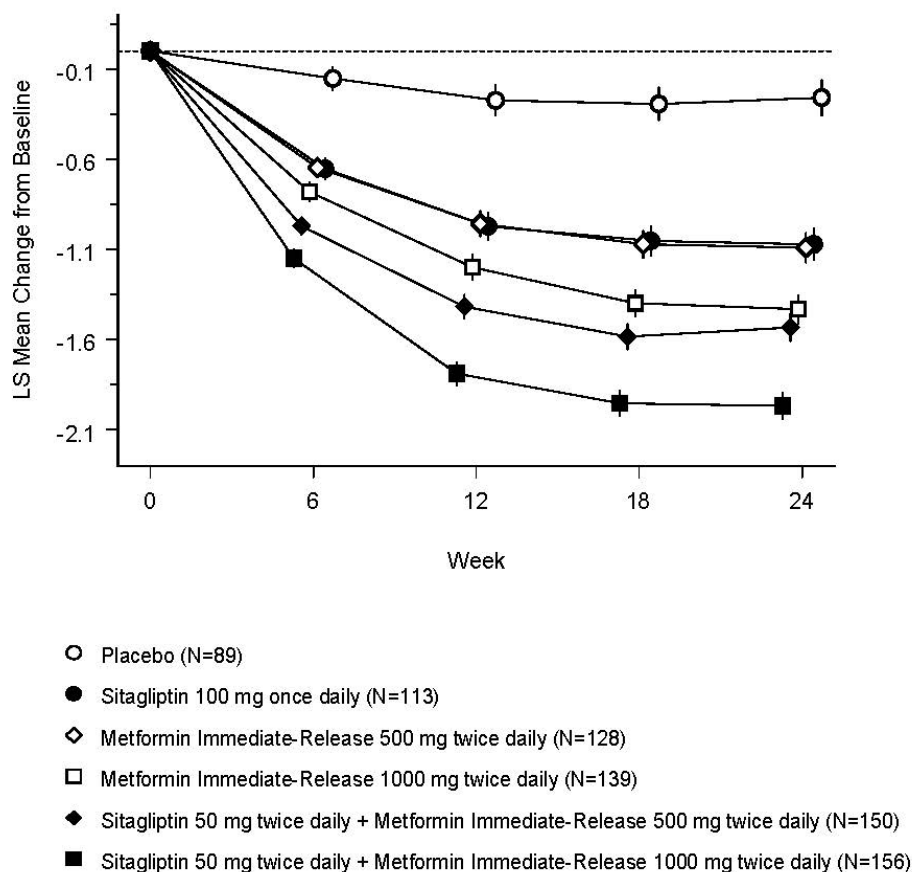 LS Mean Change from Baseline
-0.1
-0.6
-1.1
-1.6
-2.1
0 6 12 18 24
Week
Placebo (N=89)
Sitagliptin 100 mg once daily (N=113)
Metformin Immediate-Release 500 mg twice daily (N=128)
Metformin Immediate-Release 1000 mg twice daily (N=139)
Sitagliptin 50 mg twice daily + Metformin Immediate-Release 500 mg twice daily (N=150)
Sitagliptin 50 mg twice daily + Metformin Immediate-Release 1000 mg twice daily (N=156)